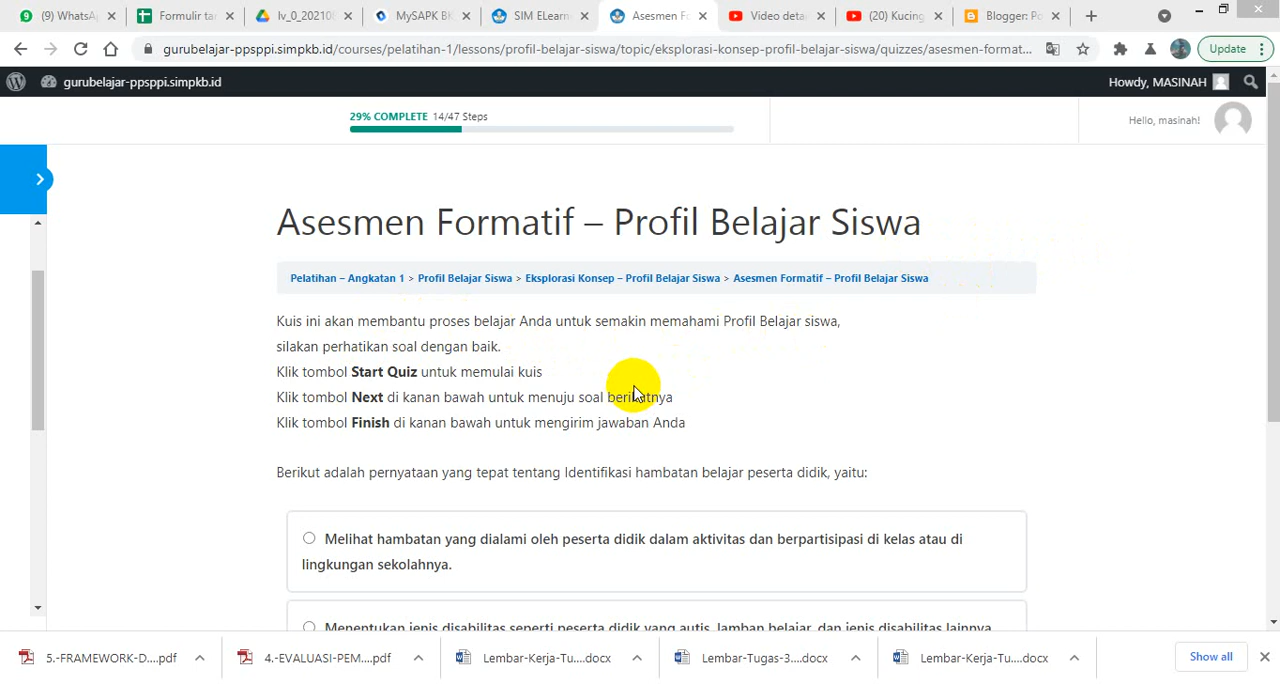 (9) WhatsA
Formulir tar
lv_0_202108
MySAPK BK
SIM ELearn
Asesmen Fo
Video deta
(20) Kucing
Blogger: Po
gurubelajar-ppsppi.simpkb.id/courses/pelatihan-1/lessons/profil-belajar-siswa/topic/eksplorasi-konsep-profil-belajar-siswa/quizzes/asesmen-format...
Update
gurubelajar-ppsppi.simpkb.id
Howdy, MASINAH
29% COMPLETE 14/47 Steps
Hello, masinah!
Asesmen Formatif – Profil Belajar Siswa
Pelatihan – Angkatan 1 > Profil Belajar Siswa > Eksplorasi Konsep – Profil Belajar Siswa > Asesmen Formatif – Profil Belajar Siswa
Kuis ini akan membantu proses belajar Anda untuk semakin memahami Profil Belajar siswa,
silakan perhatikan soal dengan baik.
Klik tombol Start Quiz untuk memulai kuis
Klik tombol Next di kanan bawah untuk menuju soal berikutnya
Klik tombol Finish di kanan bawah untuk mengirim jawaban Anda
Berikut adalah pernyataan yang tepat tentang Identifikasi hambatan belajar peserta didik, yaitu:
Melihat hambatan yang dialami oleh peserta didik dalam aktivitas dan berpartisipasi di kelas atau di
lingkungan sekolahnya.
Menentukan jenis disabilitas seperti peserta didik yang autis, lamban belajar, dan jenis disabilitas lainnya
5.-FRAMEWORK-D....pdf
4.-EVALUASI-PEM....pdf
Lembar-Kerja-Tu....docx
Lembar-Tugas-3....docx
Lembar-Kerja-Tu....docx
Show all